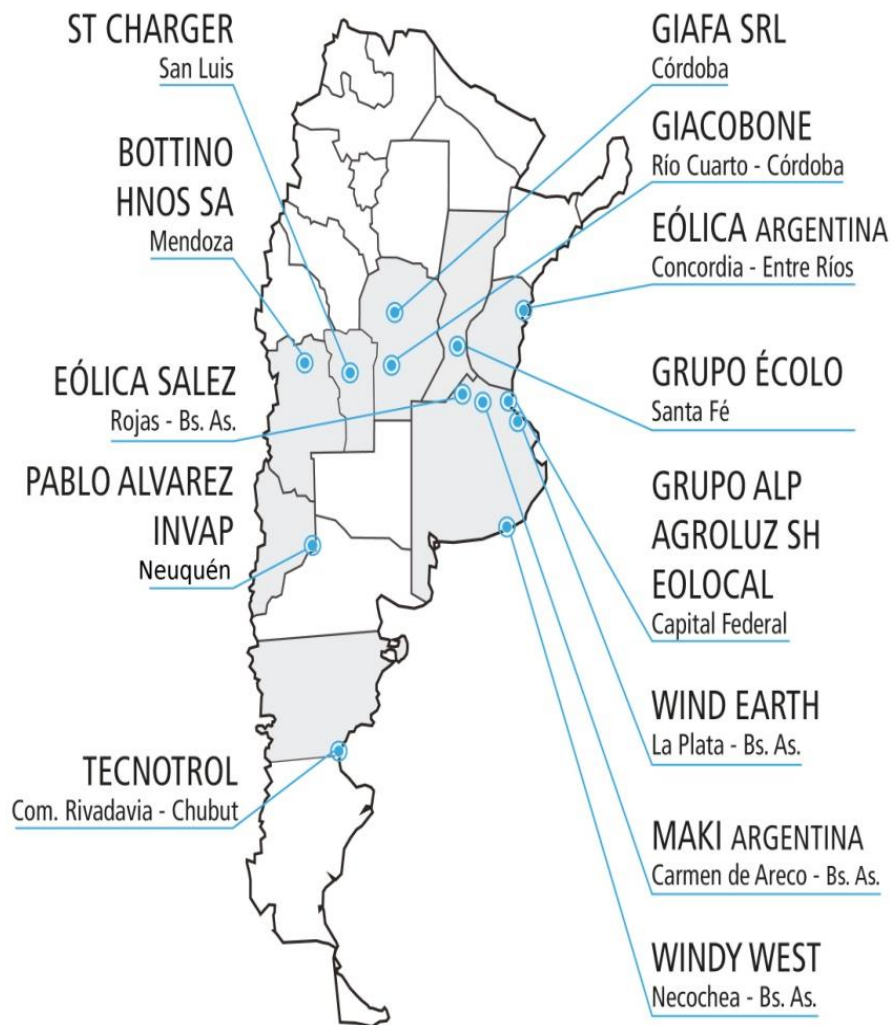 ST CHARGER
San Luis
BOTTINO
HNOS SA
Mendoza
EÓLICA SALEZ
Rojas - Bs. As.
PABLO ALVAREZ
INVAP
Neuquén
TECNOTROL
Com. Rivadavia - Chubut
GIAFA SRL
Córdoba
GIACOBONE
Río Cuarto - Córdoba
EÓLICA ARGENTINA
Concordia - Entre Ríos
GRUPO ÉCOLO
Santa Fé
GRUPO ALP
AGROLUZ SH
EOLOCAL
Capital Federal
WIND EARTH
La Plata - Bs. As.
MAKI ARGENTINA
Carmen de Areco - Bs. As.
WINDY WEST
Necochea - Bs. As.